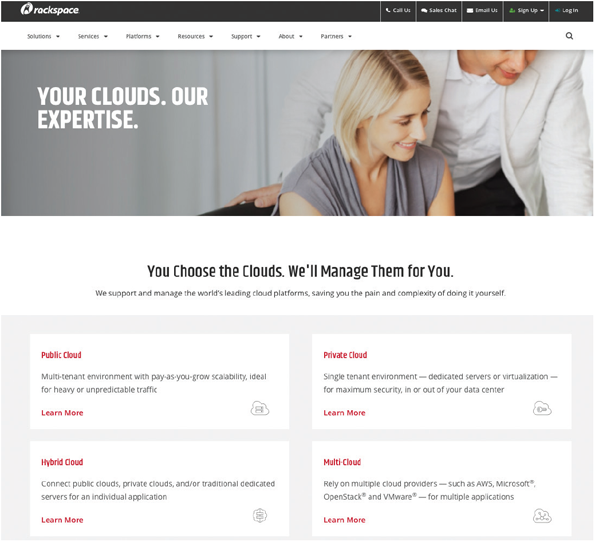 rackspace
Call Us
Sales Chat
Email Us
Sign Up
Log In
Solutions
Services
Platforms
Resources
Support
About
Partners
YOUR CLOUDS. OUR
EXPERTISE.
You Choose the Clouds. We'll Manage Them for You.
We support and manage the world's leading cloud platforms, saving you the pain and complexity of doing it yourself.
Public Cloud
Multi-tenant environment with pay-as-you-grow scalability, ideal
for heavy or unpredictable traffic
Learn More
Private Cloud
Single tenant environment — dedicated servers or virtualization —
for maximum security, in or out of your data center
Learn More
Hybrid Cloud
Connect public clouds, private clouds, and/or traditional dedicated
servers for an individual application
Learn More
Multi-Cloud
Rely on multiple cloud providers — such as AWS, Microsoft®,
OpenStack® and VMware® — for multiple applications
Learn More